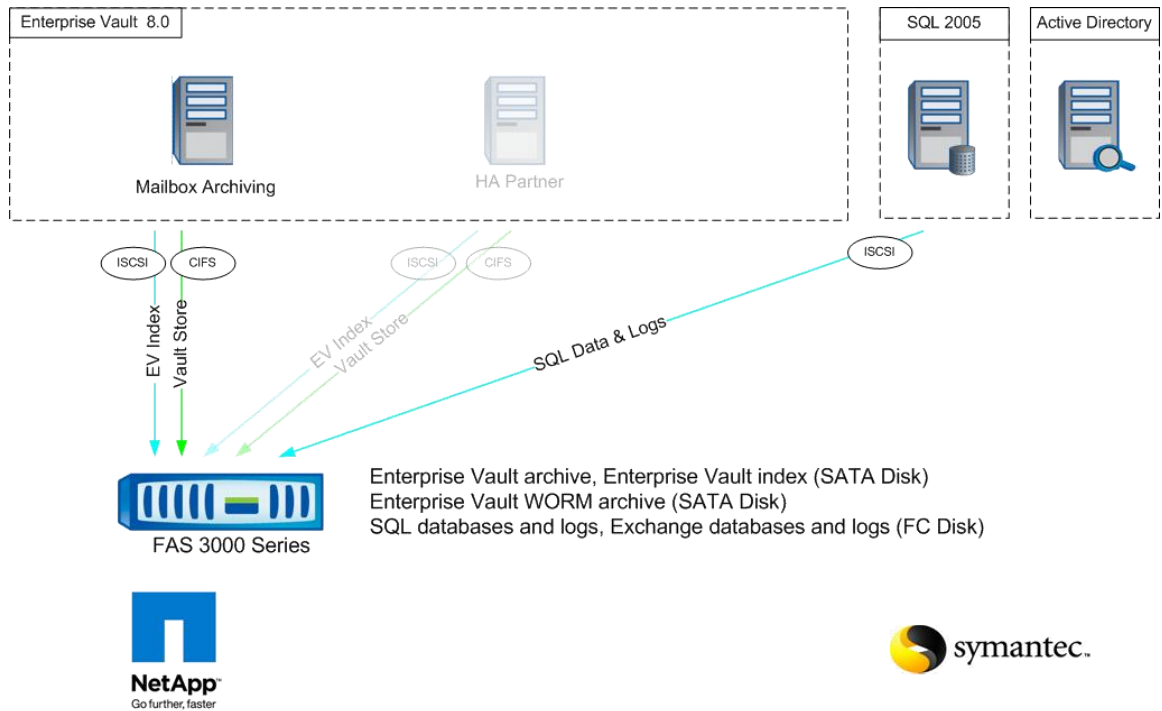 Enterprise Vault 8.0
SQL 2005
Active Directory
Mailbox Archiving
HA Partner
ISCSI
CIFS
ISCSI
CIFS
ISCSI
EV Index
Vault Store
EV Index
Vault Store
SQL Data & Logs
Enterprise Vault archive, Enterprise Vault index (SATA Disk)
Enterprise Vault WORM archive (SATA Disk)
SQL databases and logs, Exchange databases and logs (FC Disk)
FAS 3000 Series
NetApp™
Go further, faster
symantec™